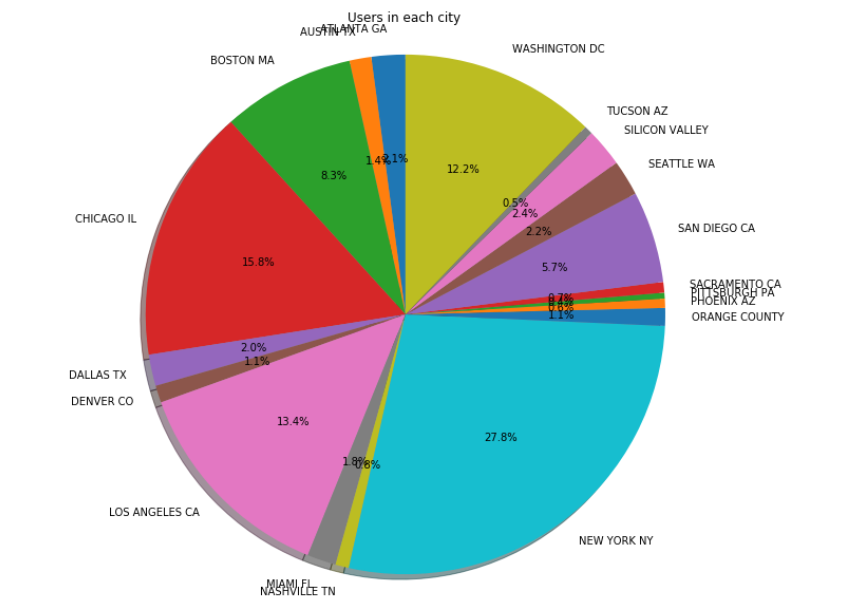 Users in each city
ATLANTA GA
AUSTIN TX
BOSTON MA
WASHINGTON DC
TUCSON AZ
SILICON VALLEY
SEATTLE WA
CHICAGO IL
SAN DIEGO CA
SACRAMENTO CA
PITTSBURGH PA
PHOENIX AZ
ORANGE COUNTY
DALLAS TX
DENVER CO
LOS ANGELES CA
NEW YORK NY
MIAMI FL
NASHVILLE TN
1.4%
2.1%
12.2%
8.3%
0.5%
2.4%
2.2%
15.8%
5.7%
0.7%
1.1%
2.0%
1.1%
13.4%
27.8%
1.8%